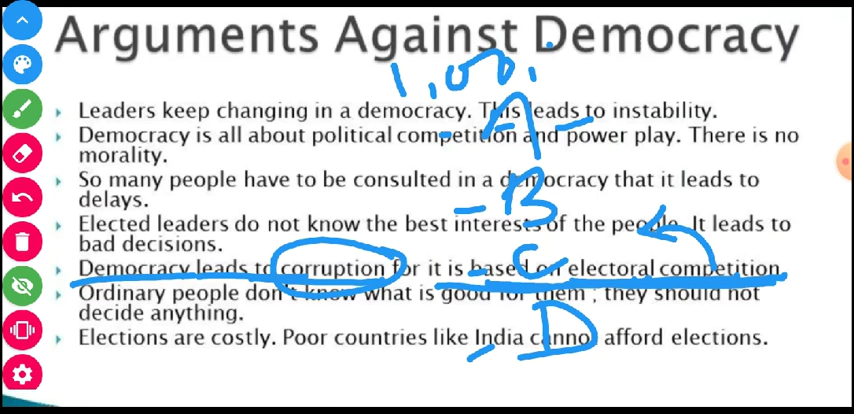 Arguments Against Democracy
1,00,
Leaders keep changing in a democracy. This leads to instability.
A-
Democracy is all about political competition and power play. There is no
morality.
So many people have to be consulted in a democracy that it leads to
delays.
-B
Elected leaders do not know the best interests of the people. It leads to
bad decisions.
-C
Democracy leads to corruption for it is based on electoral competition.
Ordinary people don't know what is good for them ; they should not
decide anything.
-D
Elections are costly. Poor countries like India cannot afford elections.